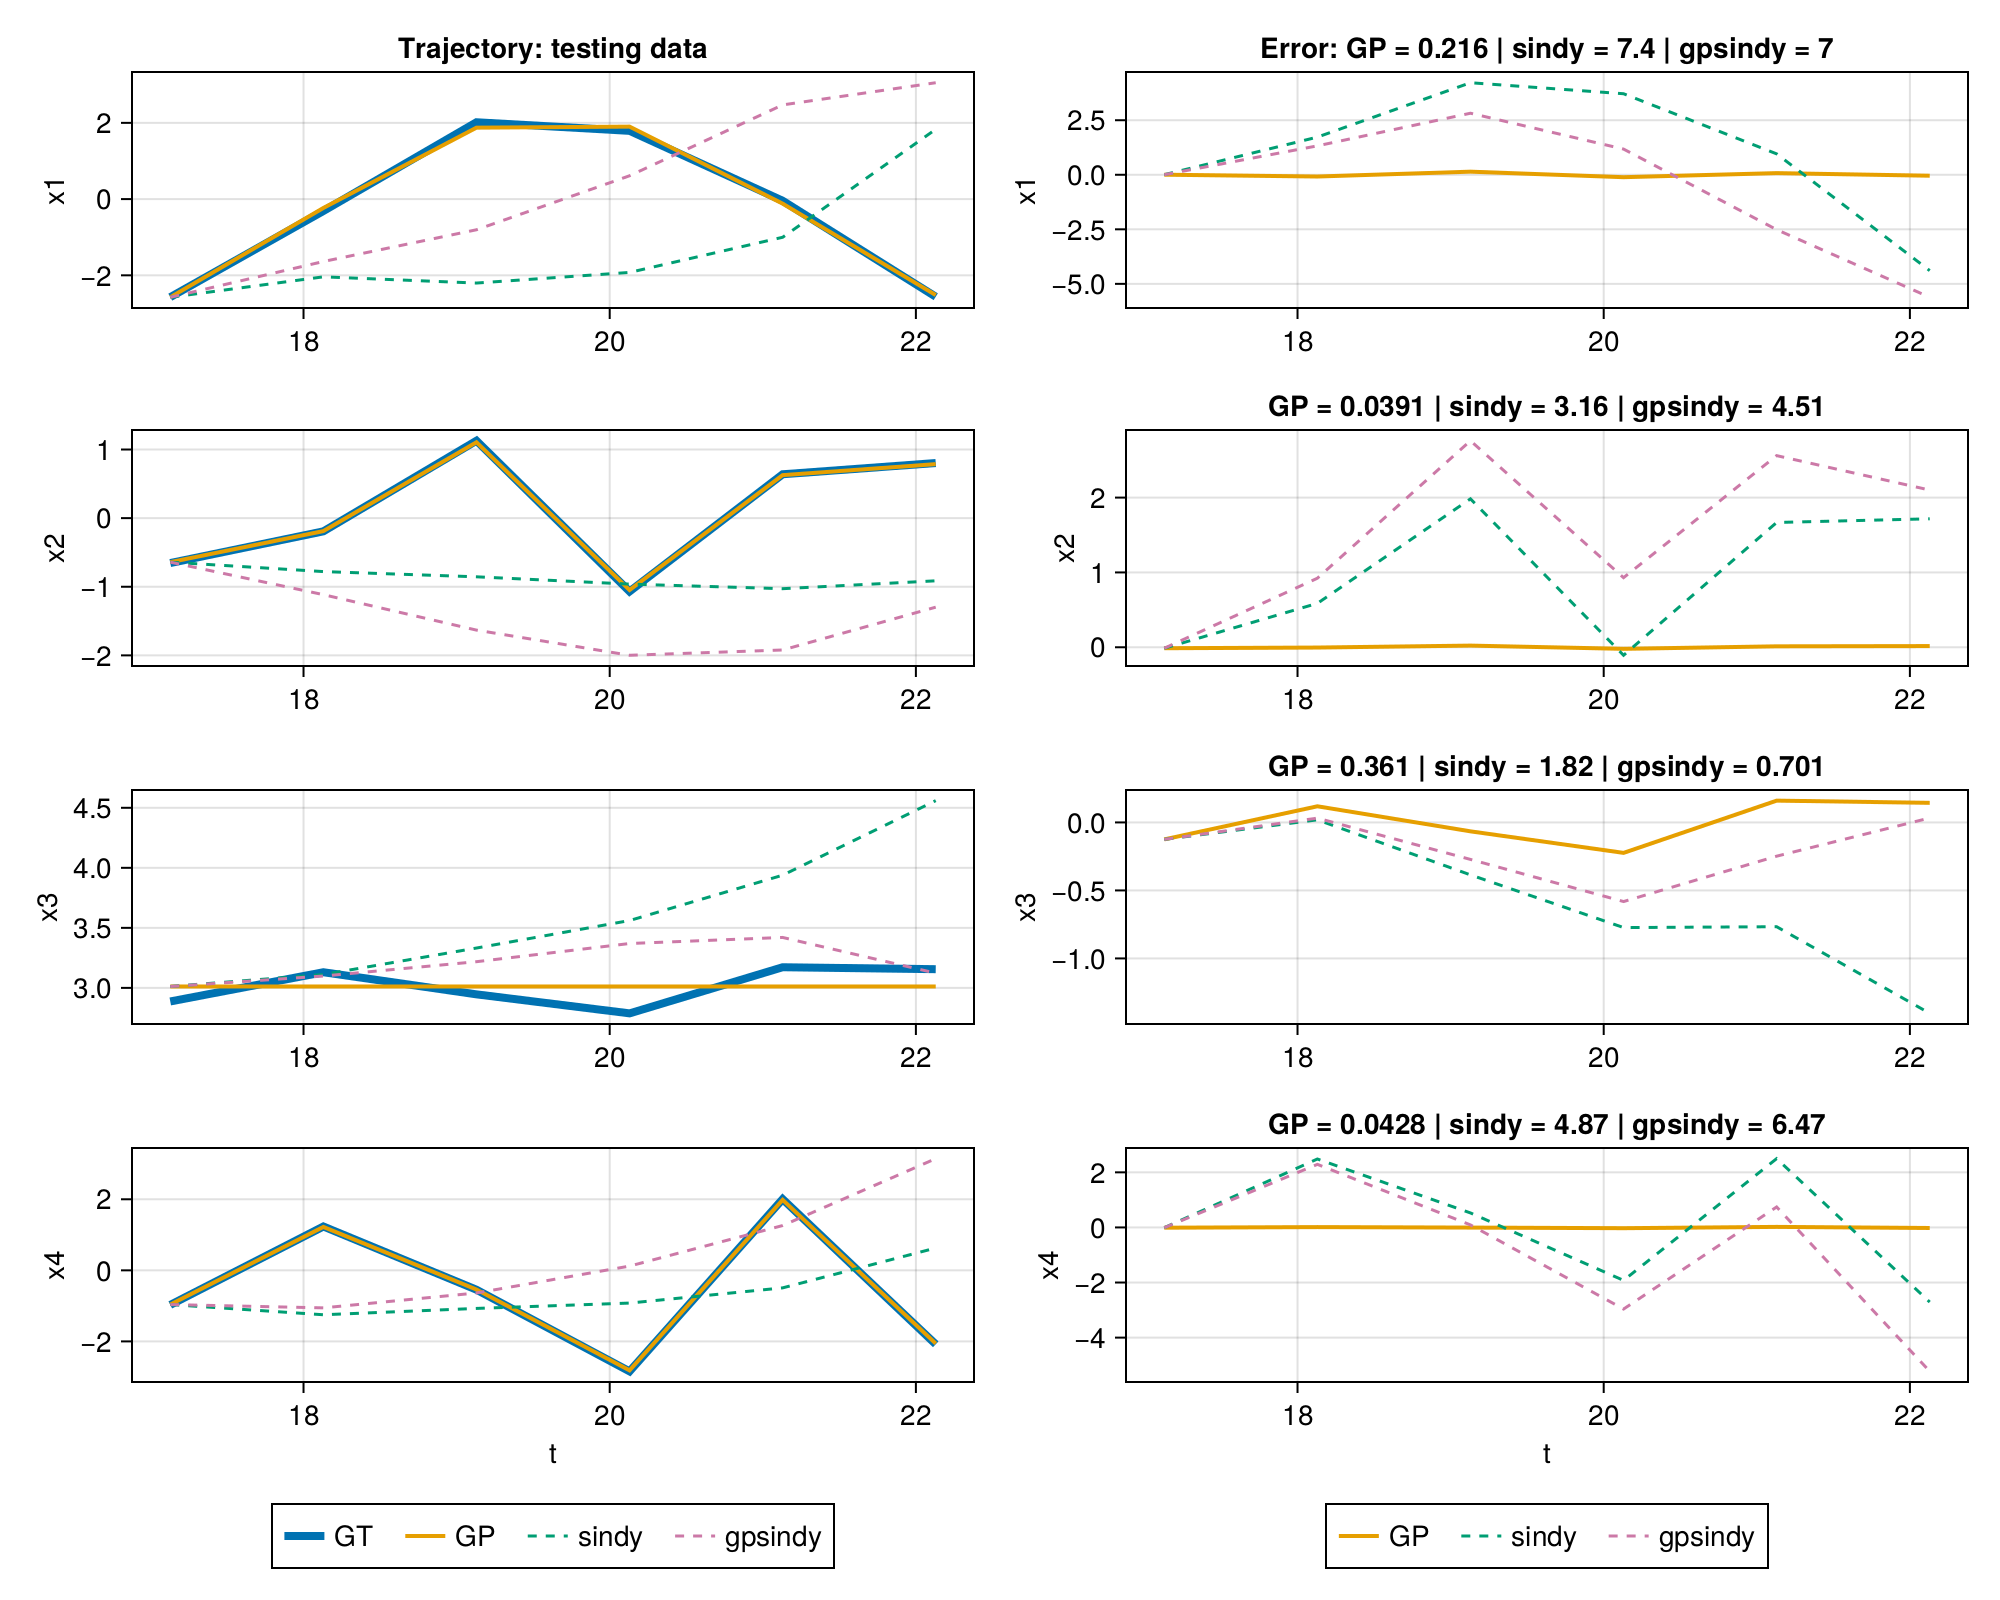 Trajectory: testing data
x1
2
0
−2
18 20 22
Error: GP = 0.216 | sindy = 7.4 | gpsindy = 7
x1
2.5
0.0
−2.5
−5.0
18 20 22
x2
1
0
−1
−2
18 20 22
GP = 0.0391 | sindy = 3.16 | gpsindy = 4.51
x2
2
1
0
18 20 22
x3
4.5
4.0
3.5
3.0
18 20 22
GP = 0.361 | sindy = 1.82 | gpsindy = 0.701
x3
0.0
−0.5
−1.0
18 20 22
x4
2
0
−2
18 20 22
t
GP = 0.0428 | sindy = 4.87 | gpsindy = 6.47
x4
2
0
−2
−4
18 20 22
t
GT GP sindy gpsindy
GP sindy gpsindy